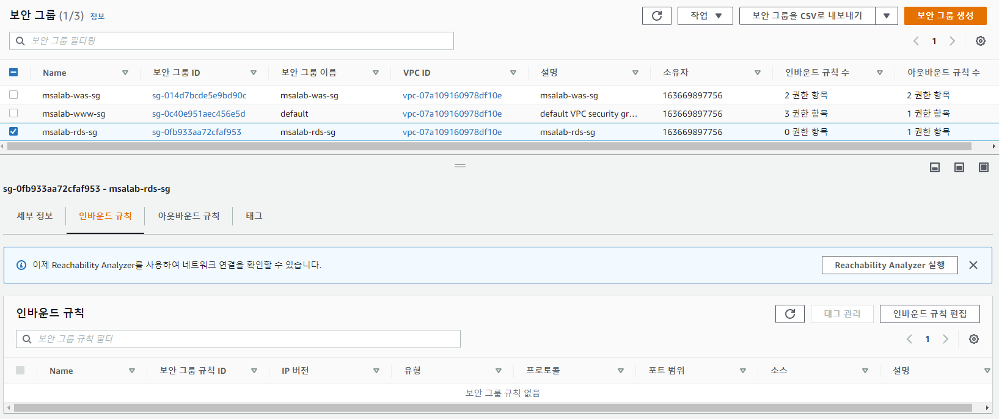 보안 그룹 (1/3) 정보
작업 보안 그룹을 CSV로 내보내기 보안 그룹 생성
보안 그룹 필터링
1
Name 보안 그룹 ID 보안 그룹 이름 VPC ID 설명 소유자 인바운드 규칙 수 아웃바운드 규칙 수
msalab-was-sg sg-014d7bcde5e9bd90c msalab-was-sg vpc-07a109160978df10e msalab-was-sg 163669897756 2 권한 항목 2 권한 항목
msalab-www-sg sg-0c40e951aec456e5d default vpc-07a109160978df10e default VPC security gr... 163669897756 3 권한 항목 1 권한 항목
msalab-rds-sg sg-0fb933aa72cfaf953 msalab-rds-sg vpc-07a109160978df10e msalab-rds-sg 163669897756 0 권한 항목 1 권한 항목
sg-0fb933aa72cfaf953 - msalab-rds-sg
세부 정보 인바운드 규칙 아웃바운드 규칙 태그
이제 Reachability Analyzer를 사용하여 네트워크 연결을 확인할 수 있습니다. Reachability Analyzer 실행
인바운드 규칙 태그 관리 인바운드 규칙 편집
보안 그룹 규칙 필터
1
Name 보안 그룹 규칙 ID IP 버전 유형 프로토콜 포트 범위 소스 설명
보안 그룹 규칙 없음